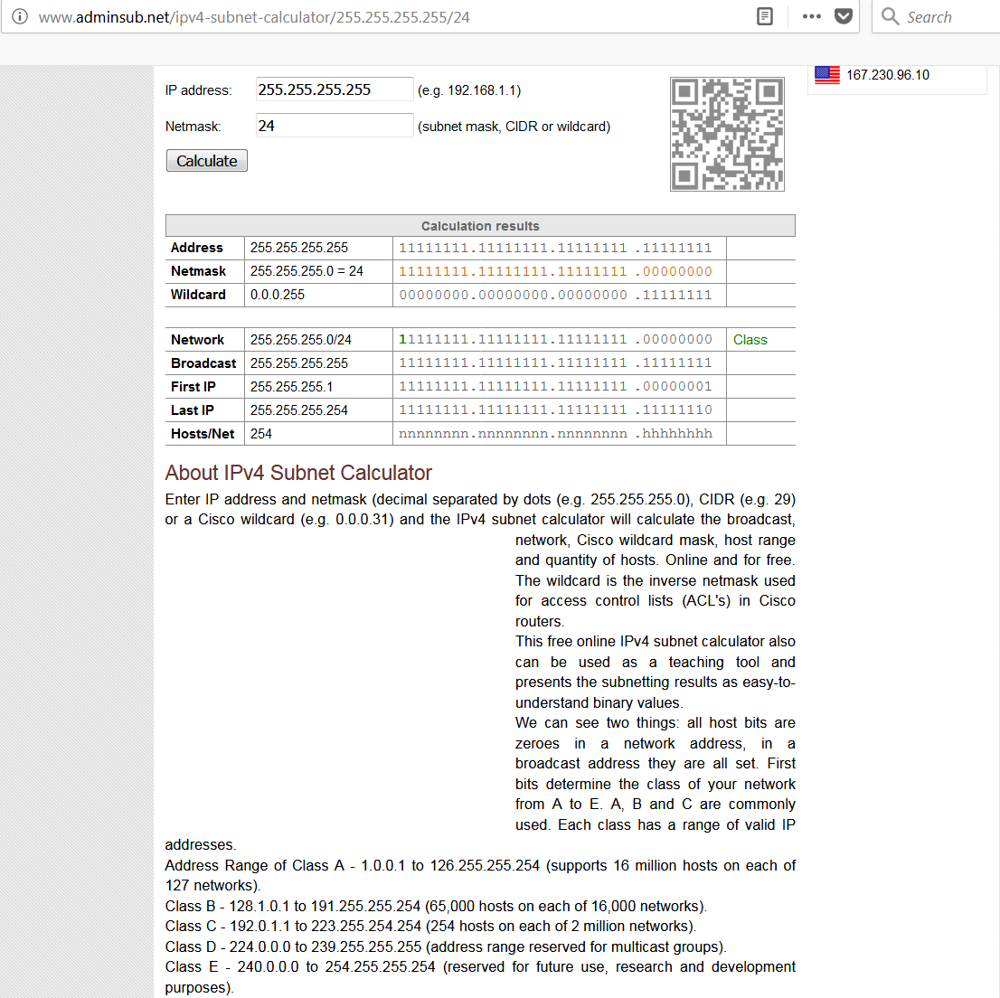 www.adminsub.net/ipv4-subnet-calculator/255.255.255.255/24
Search
167.230.96.10
IP address: 255.255.255.255 (e.g. 192.168.1.1)
Netmask: 24 (subnet mask, CIDR or wildcard)
Calculate
Calculation results
Address 255.255.255.255 11111111.11111111.11111111 .11111111
Netmask 255.255.255.0 = 24 11111111.11111111.11111111 .00000000
Wildcard 0.0.0.255 00000000.00000000.00000000 .11111111
Network 255.255.255.0/24 11111111.11111111.11111111 .00000000 Class
Broadcast 255.255.255.255 11111111.11111111.11111111 .11111111
First IP 255.255.255.1 11111111.11111111.11111111 .00000001
Last IP 255.255.255.254 11111111.11111111.11111111 .11111110
Hosts/Net 254 nnnnnnnn.nnnnnnnn.nnnnnnnn .hhhhhhhh
About IPv4 Subnet Calculator
Enter IP address and netmask (decimal separated by dots (e.g. 255.255.255.0), CIDR (e.g. 29)
or a Cisco wildcard (e.g. 0.0.0.31) and the IPv4 subnet calculator will calculate the broadcast,
network, Cisco wildcard mask, host range
and quantity of hosts. Online and for free.
The wildcard is the inverse netmask used
for access control lists (ACL's) in Cisco
routers.
This free online IPv4 subnet calculator also
can be used as a teaching tool and
presents the subnetting results as easy-to-
understand binary values.
We can see two things: all host bits are
zeroes in a network address, in a
broadcast address they are all set. First
bits determine the class of your network
from A to E. A, B and C are commonly
used. Each class has a range of valid IP
addresses.
Address Range of Class A - 1.0.0.1 to 126.255.255.254 (supports 16 million hosts on each of
127 networks).
Class B - 128.1.0.1 to 191.255.255.254 (65,000 hosts on each of 16,000 networks).
Class C - 192.0.1.1 to 223.255.254.254 (254 hosts on each of 2 million networks).
Class D - 224.0.0.0 to 239.255.255.255 (address range reserved for multicast groups).
Class E - 240.0.0.0 to 254.255.255.254 (reserved for future use, research and development
purposes).